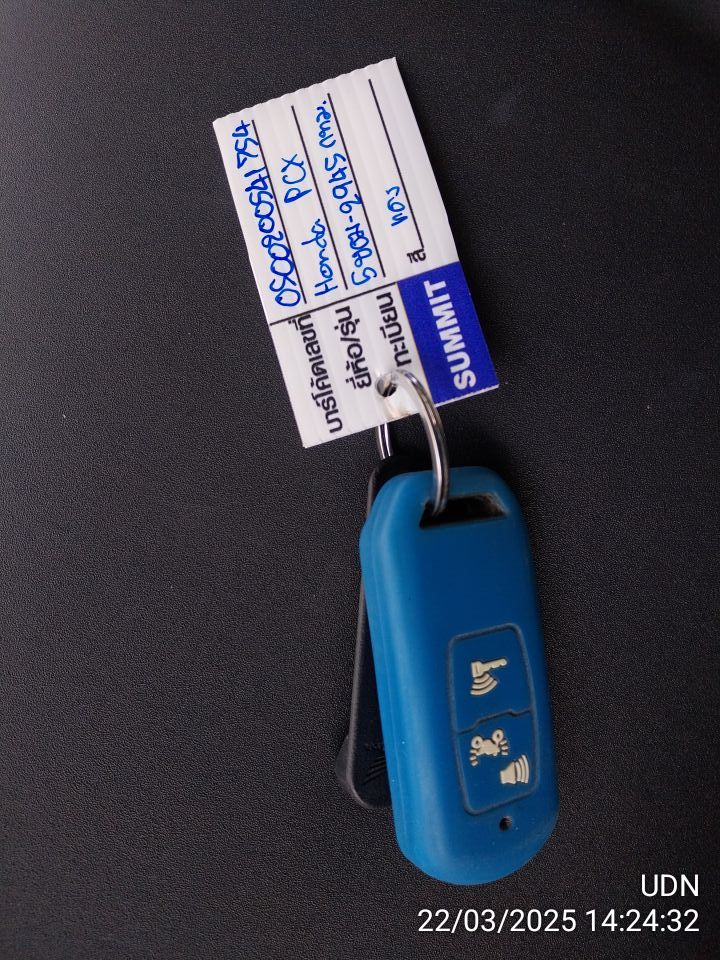 บาร์โค้ดเลขที่ 0500200541754
ยี่ห้อ/รุ่น Honda PCX
ทะเบียน
สี
SUMMIT
UDN
22/03/2025 14:24:32